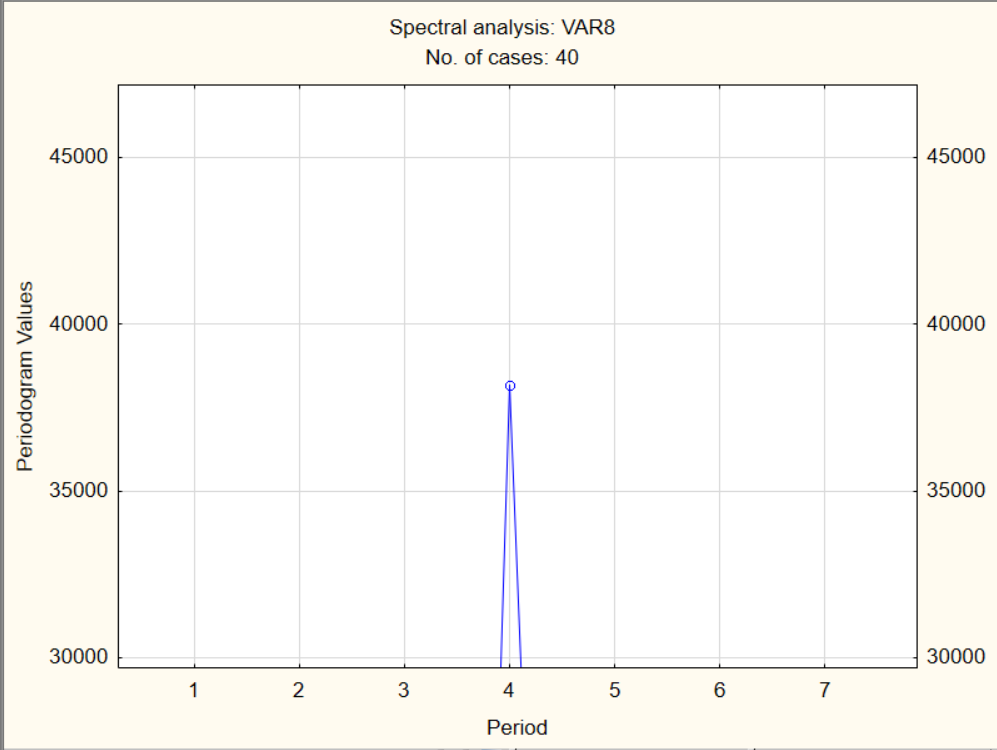 Spectral analysis: VAR8
No. of cases: 40
45000 45000
40000 40000
Periodogram Values
35000 35000
30000 30000
1 2 3 4 5 6 7
Period